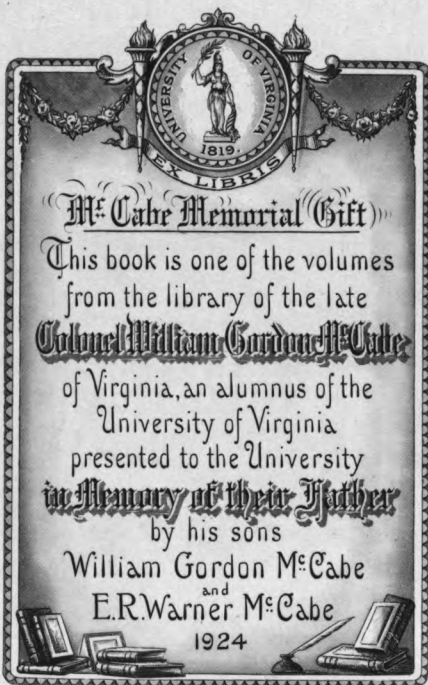 UNIVERSITY OF VIRGINIA
1819.
EX LIBRIS
Mc Cabe Memorial Gift
This book is one of the volumes
from the library of the late
Colonel William Gordon McCabe
of Virginia, an alumnus of the
University of Virginia
presented to the University
in Memory of their Father
by his sons
William Gordon McCabe
and
E.R.Warner McCabe
1924